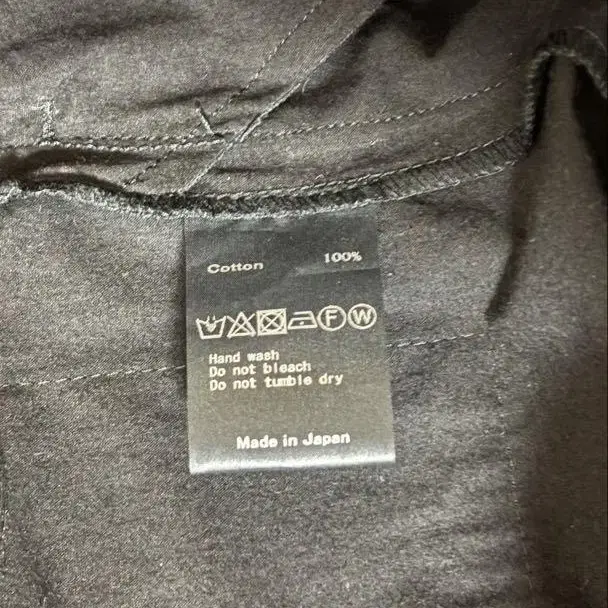 Cotton 100%
F W
Hand wash
Do not bleach
Do not tumble dry
Made in Japan